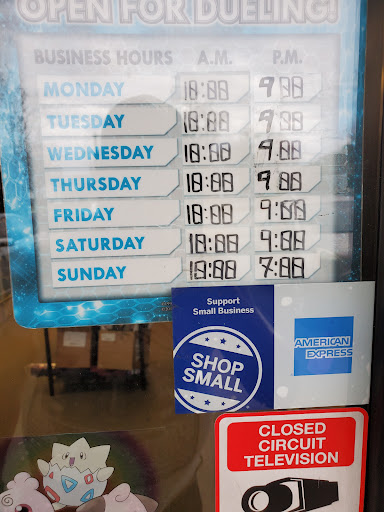 OPEN FOR DUELING!
BUSINESS HOURS A.M. P.M.
MONDAY 10:00 9:00
TUESDAY 10:00 9:00
WEDNESDAY 10:00 9:00
THURSDAY 10:00 9:00
FRIDAY 10:00 9:00
SATURDAY 10:00 9:00
SUNDAY 10:00 7:00
Support
Small Business
SHOP
SMALL
AMERICAN
EXPRESS
CLOSED
CIRCUIT
TELEVISION